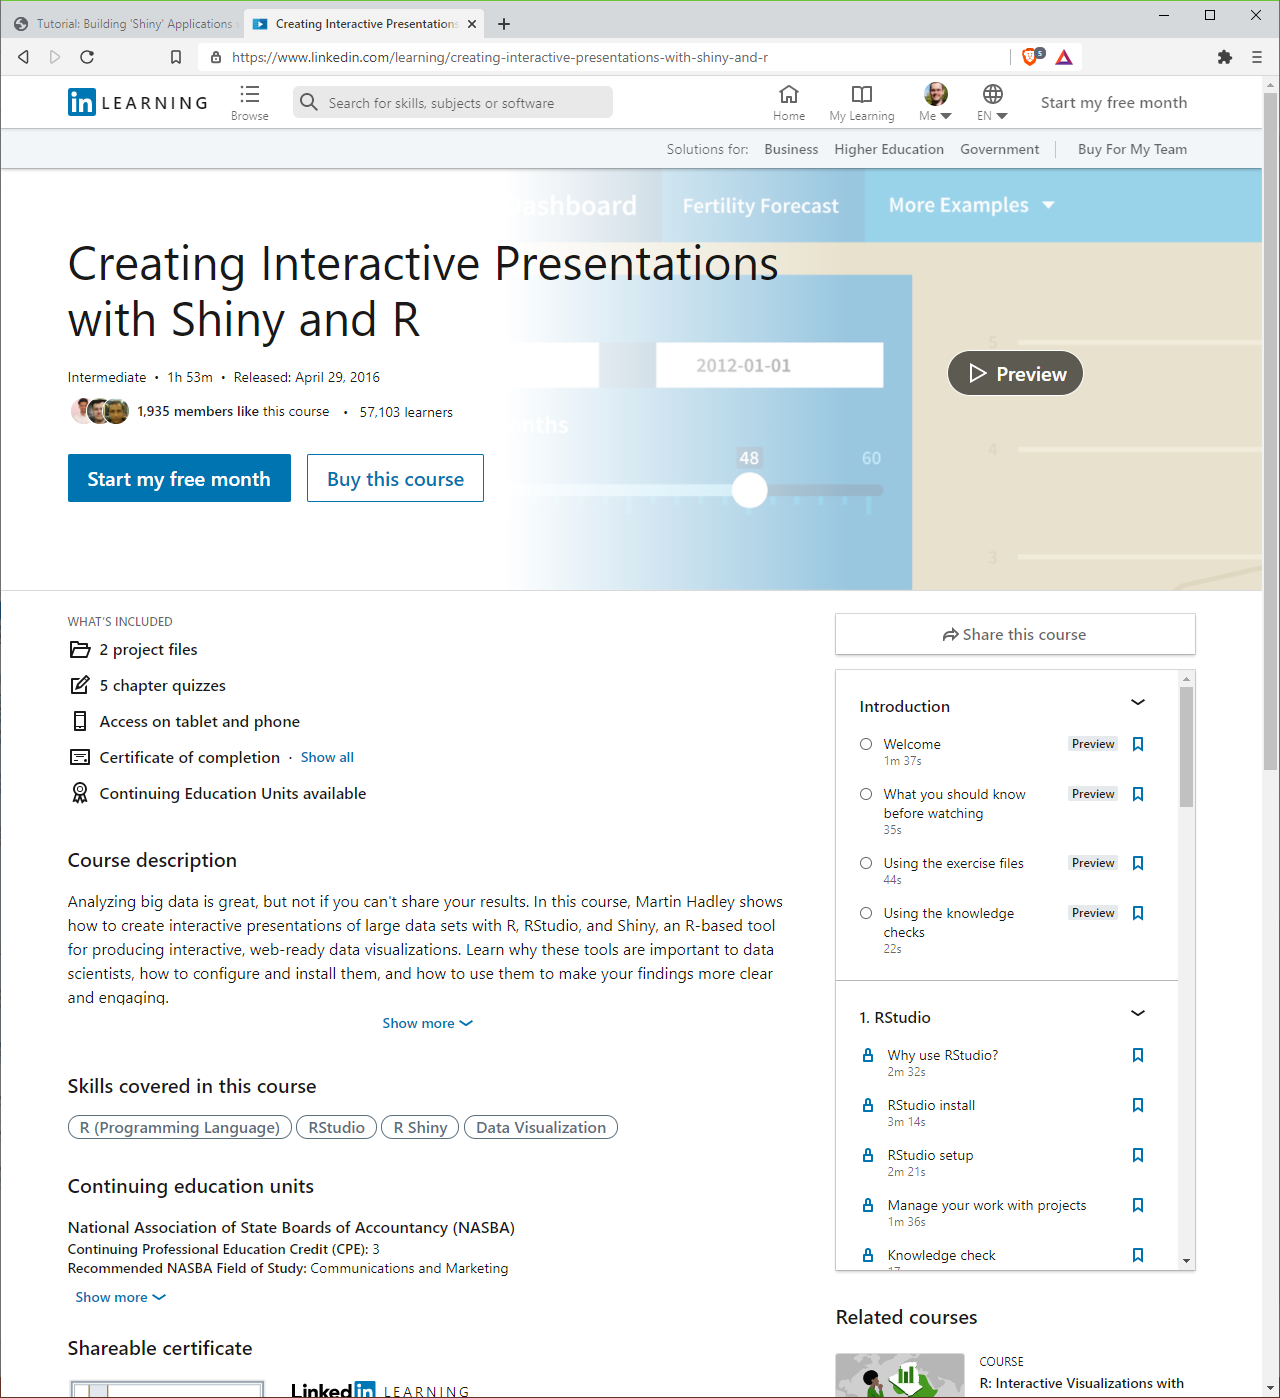 Tutorial: Building 'Shiny' Applications
Creating Interactive Presentations
https://www.linkedin.com/learning/creating-interactive-presentations-with-shiny-and-r
5
in LEARNING
Browse
Search for skills, subjects or software
Home
My Learning
Me
EN
Start my free month
Solutions for:
Business
Higher Education
Government
Buy For My Team
Dashboard
Fertility Forecast
More Examples
Creating Interactive Presentations
with Shiny and R
2012-01-01
5
Preview
Intermediate • 1h 53m • Released: April 29, 2016
1,935 members like this course • 57,103 learners
4
48
60
Start my free month
Buy this course
3
WHAT'S INCLUDED
2 project files
5 chapter quizzes
Access on tablet and phone
Certificate of completion · Show all
Continuing Education Units available
Course description
Analyzing big data is great, but not if you can't share your results. In this course, Martin Hadley shows
how to create interactive presentations of large data sets with R, RStudio, and Shiny, an R-based tool
for producing interactive, web-ready data visualizations. Learn why these tools are important to data
scientists, how to configure and install them, and how to use them to make your findings more clear
and engaging.
Show more
Skills covered in this course
R (Programming Language)
RStudio
R Shiny
Data Visualization
Continuing education units
National Association of State Boards of Accountancy (NASBA)
Continuing Professional Education Credit (CPE): 3
Recommended NASBA Field of Study: Communications and Marketing
Show more
Shareable certificate
Linkedin LEARNING
Share this course
Introduction
Welcome
Preview
1m 37s
What you should know
before watching
Preview
35s
Using the exercise files
Preview
44s
Using the knowledge
checks
Preview
22s
1. RStudio
Why use RStudio?
2m 32s
RStudio install
3m 14s
RStudio setup
2m 21s
Manage your work with projects
1m 36s
Knowledge check
Related courses
COURSE
R: Interactive Visualizations with